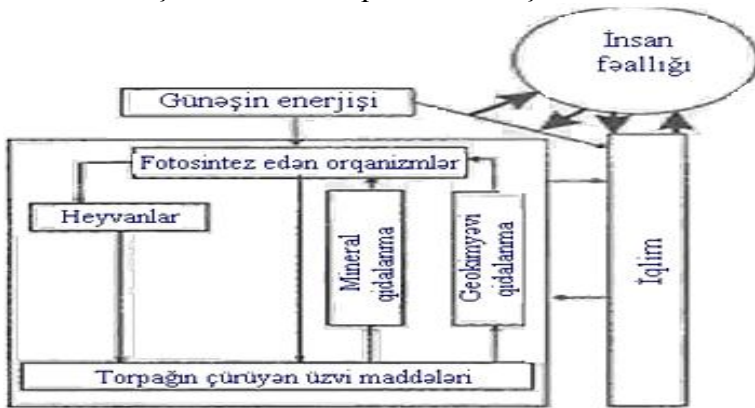 İnsan
fəallığı
Günəşin enerjişi
Fotosintez edən orqanizmlər
Heyvanlar
Mineral
qidalanma
Geokimyəvi
qidalanma
İqlim
Torpağın çürüyən üzvi maddələri